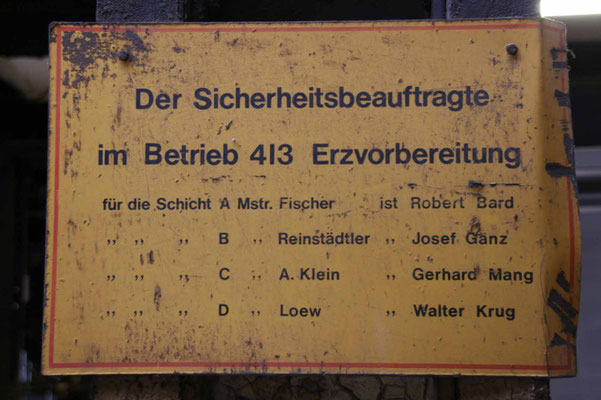 Der Sicherheitsbeauftragte
im Betrieb 413 Erzvorbereitung
für die Schicht A Mstr. Fischer ist Robert Bard
,, ,, ,, B ,, Reinstädtler ,, Josef Ganz
,, ,, ,, C ,, A. Klein ,, Gerhard Mang
,, ,, ,, D ,, Loew ,, Walter Krug